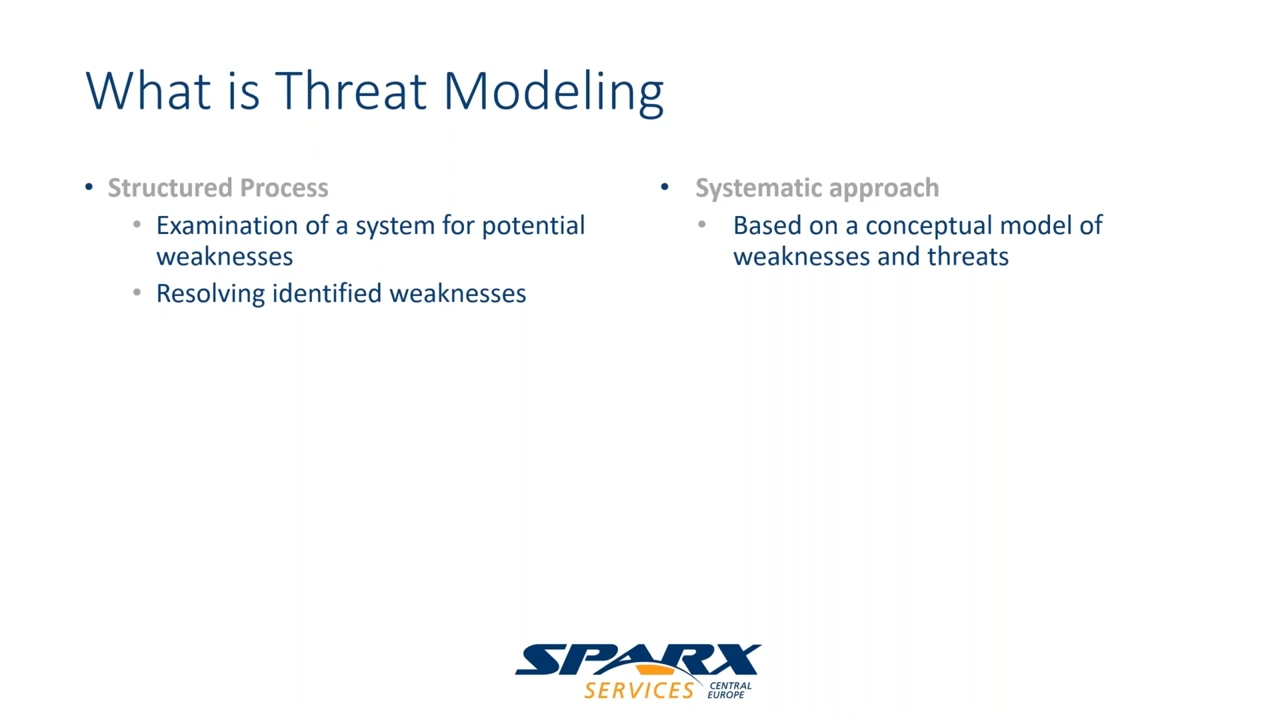 What is Threat Modeling
• Structured Process
• Examination of a system for potential
weaknesses
• Resolving identified weaknesses
• Systematic approach
• Based on a conceptual model of
weaknesses and threats
SPARX
SERVICES CENTRAL
EUROPE